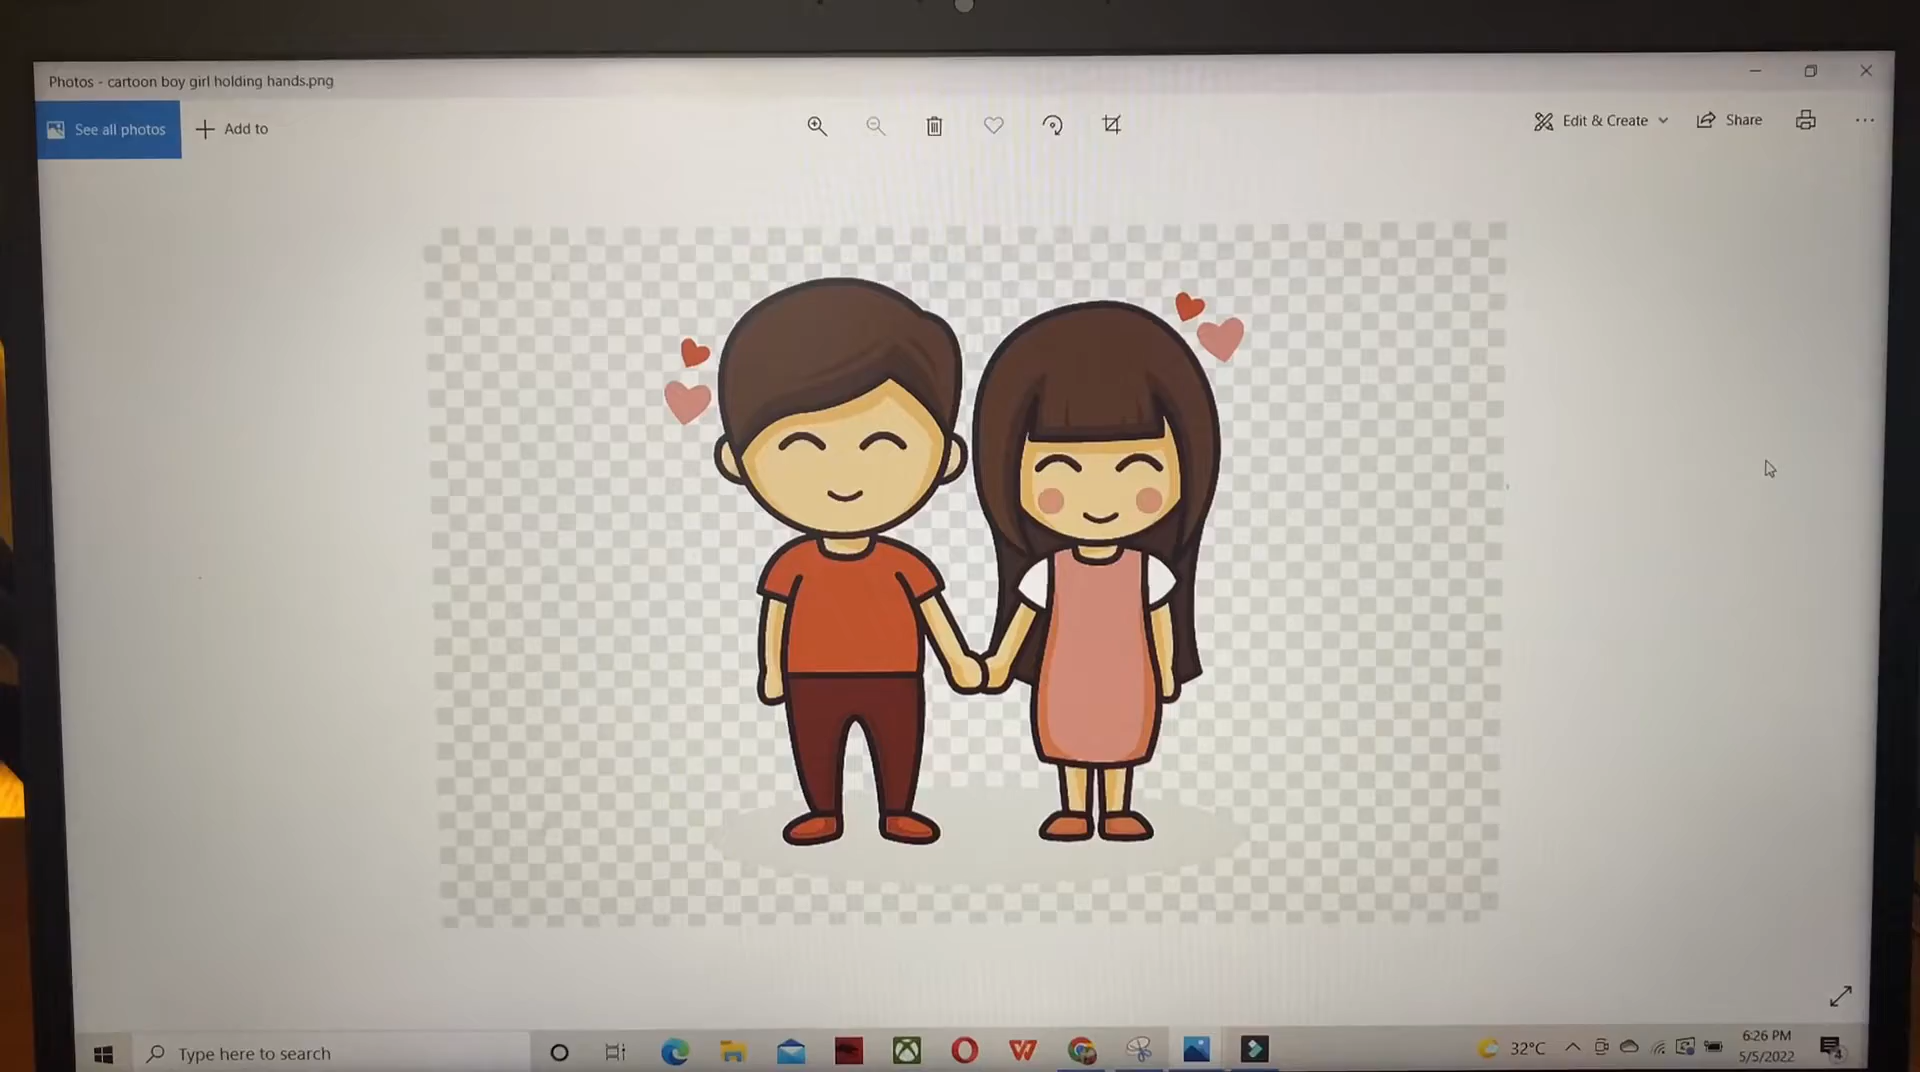 Photos - cartoon boy girl holding hands.png
See all photos
Add to
Edit & Create
Share
Type here to search
32°C
6:26 PM
5/5/2022
4